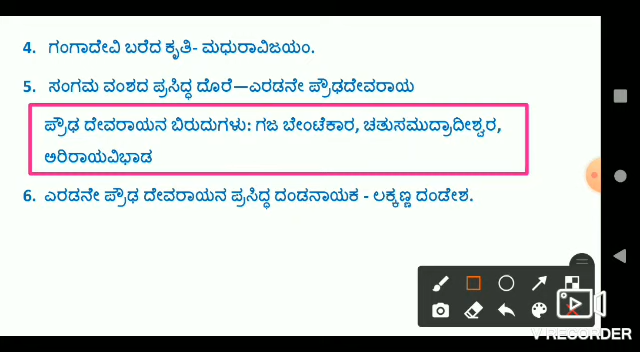 4. ಗಂಗಾದೇವಿ ಬರೆದ ಕೃತಿ- ಮಧುರಾವಿಜಯಂ.
5. ಸಂಗಮ ವಂಶದ ಪ್ರಸಿದ್ಧ ದೊರೆ—ಎರಡನೇ ಪ್ರೌಢದೇವರಾಯ
ಪ್ರೌಢ ದೇವರಾಯನ ಬಿರುದುಗಳು: ಗಜ ಬೇಂಟೆಕಾರ, ಚತುಸಮುದ್ರಾದೀಶ್ವರ,
ಅರಿರಾಯವಿಭಾಡ
6. ಎರಡನೇ ಪ್ರೌಢ ದೇವರಾಯನ ಪ್ರಸಿದ್ಧ ದಂಡನಾಯಕ - ಲಕ್ಕಣ್ಣ ದಂಡೇಶ.
V RECORDER